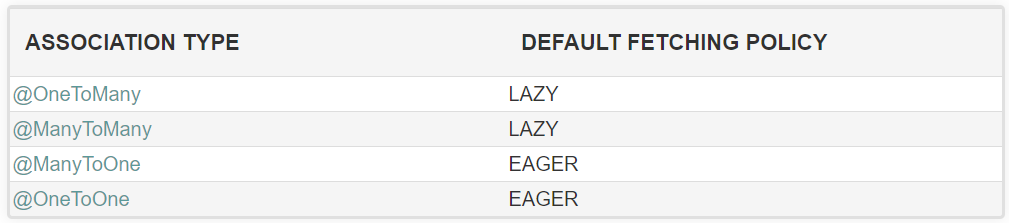 ASSOCIATION TYPE DEFAULT FETCHING POLICY
@OneToMany LAZY
@ManyToMany LAZY
@ManyToOne EAGER
@OneToOne EAGER